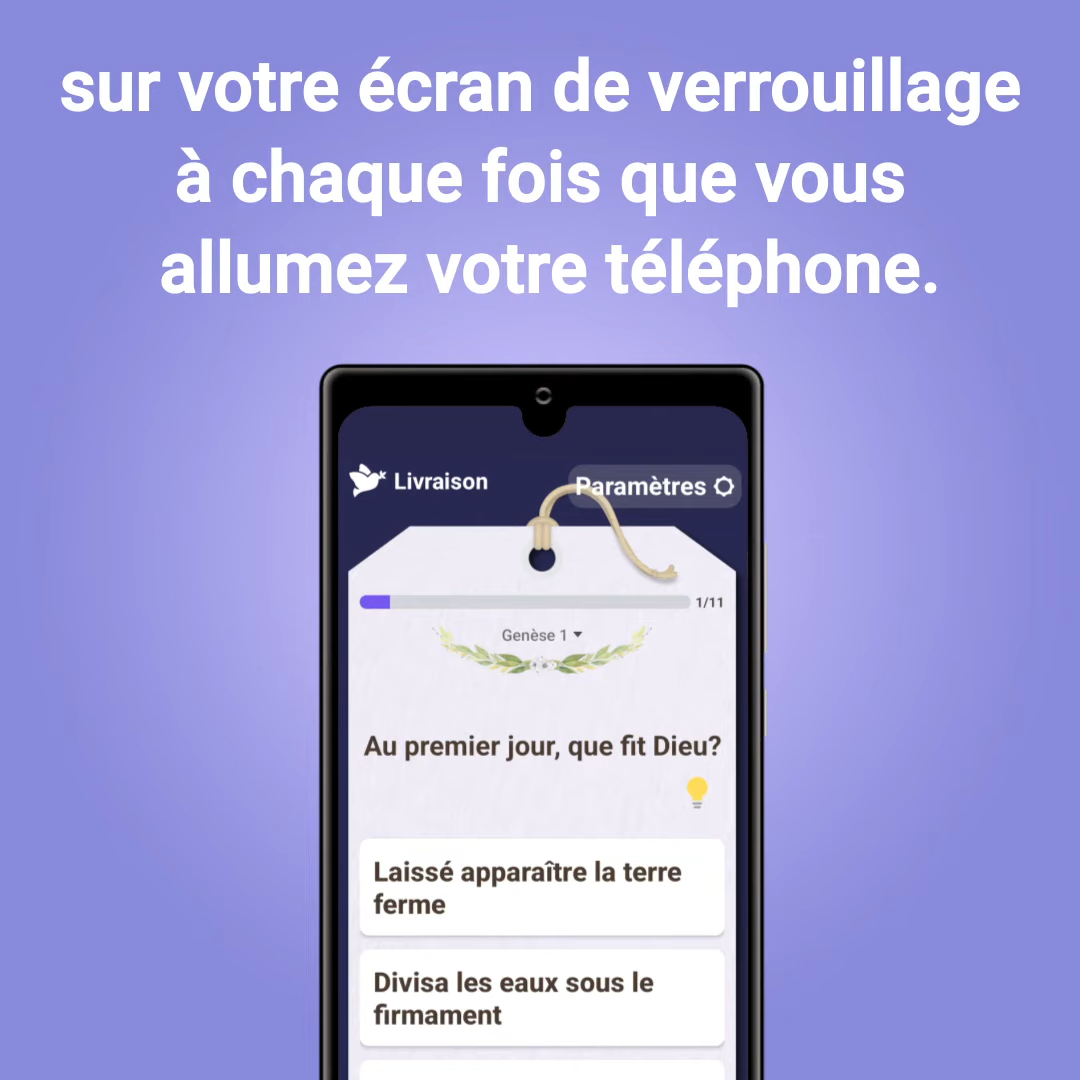 sur votre écran de verrouillage
à chaque fois que vous
allumez votre téléphone.
Livraison
Paramètres
1/11
Genèse 1
Au premier jour, que fit Dieu?
Laissé apparaître la terre
ferme
Divisa les eaux sous le
firmament